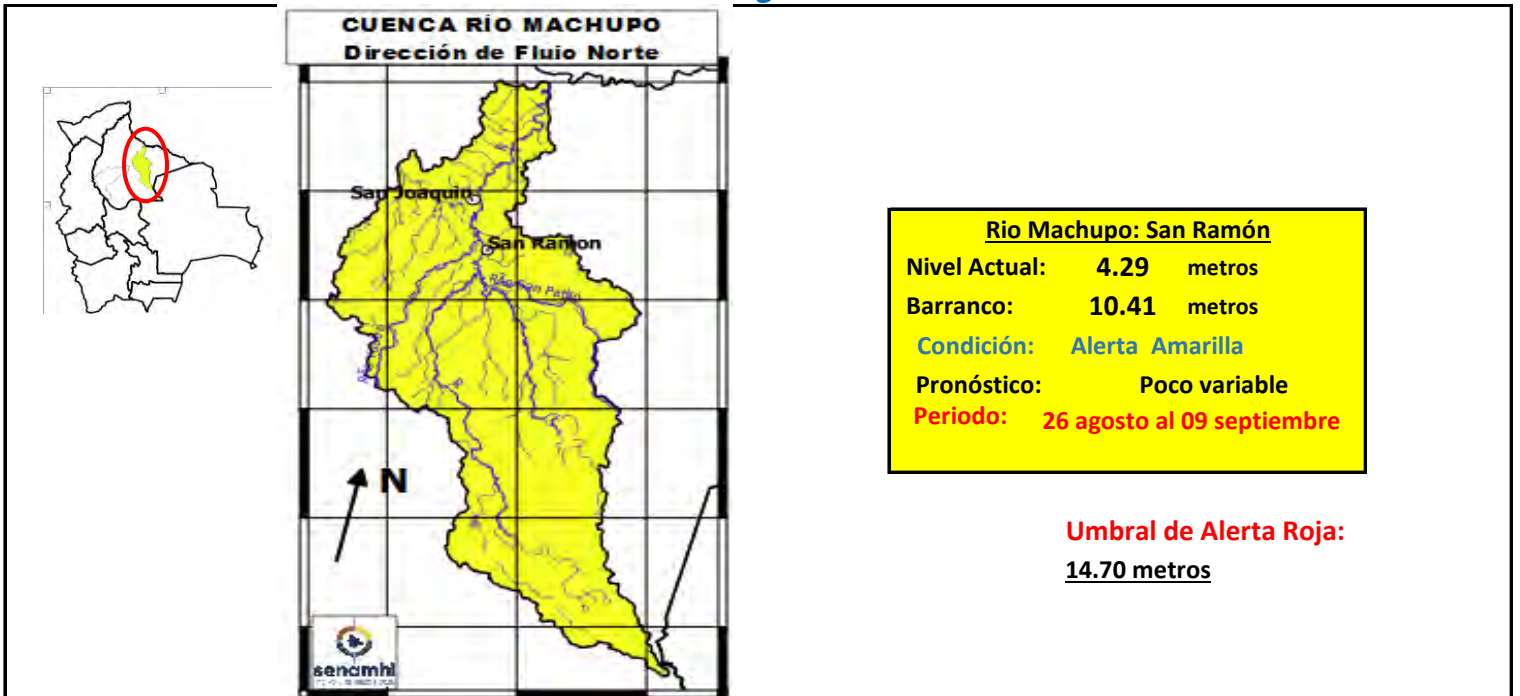 CUENCA RÍO MACHUPO
Dirección de Fluio Norte
San Joaquin
San Ramon
San Pablo
N
senamhi
Rio Machupo: San Ramón
Nivel Actual: 4.29 metros
Barranco: 10.41 metros
Condición: Alerta Amarilla
Pronóstico: Poco variable
Periodo: 26 agosto al 09 septiembre
Umbral de Alerta Roja:
14.70 metros